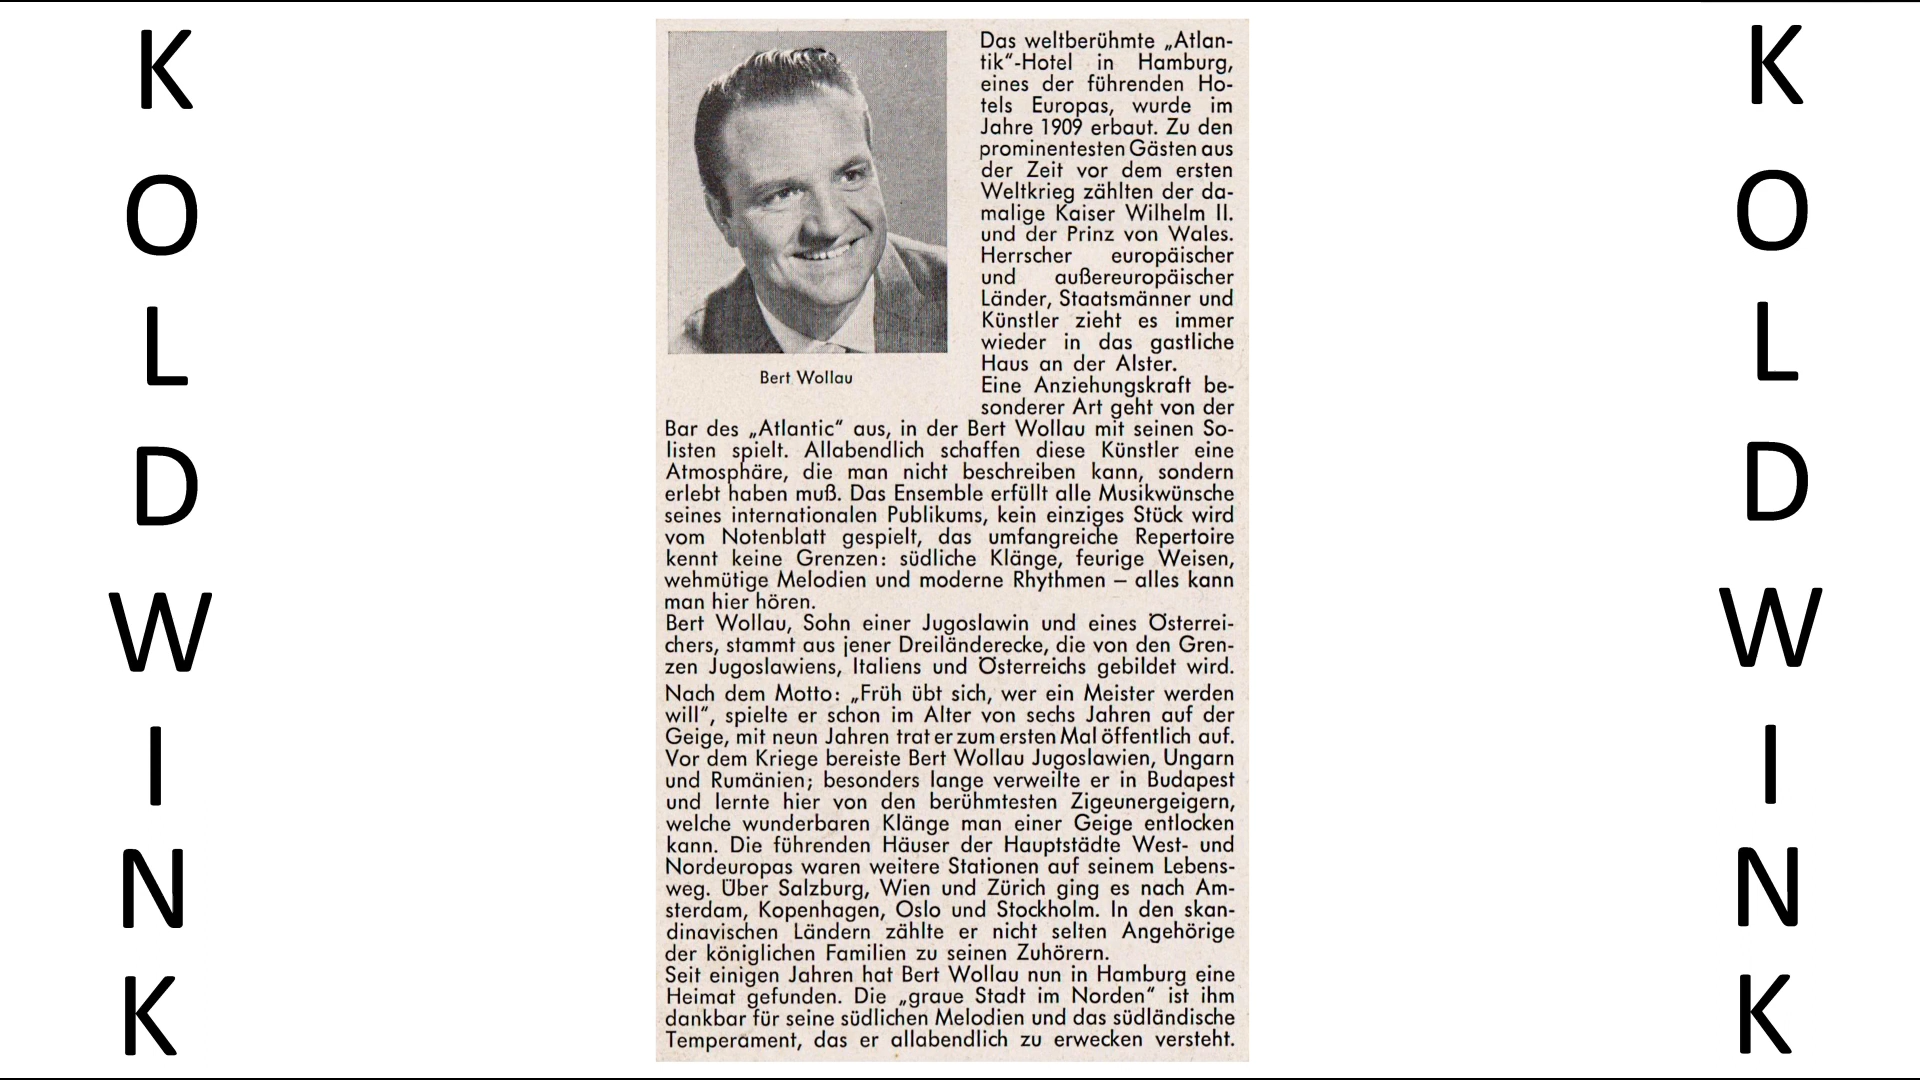 K
O
L
D
W
I
N
K
Bert Wollau
Das weltberühmte „Atlan-
tik“-Hotel in Hamburg,
eines der führenden Ho-
tels Europas, wurde im
Jahre 1909 erbaut. Zu den
prominentesten Gästen aus
der Zeit vor dem ersten
Weltkrieg zählten der da-
malige Kaiser Wilhelm II.
und der Prinz von Wales.
Herrscher europäischer
und außereuropäischer
Länder, Staatsmänner und
Künstler zieht es immer
wieder in das gastliche
Haus an der Alster.
Eine Anziehungskraft be-
sonderer Art geht von der
Bar des „Atlantic“ aus, in der Bert Wollau mit seinen So-
listen spielt. Allabendlich schaffen diese Künstler eine
Atmosphäre, die man nicht beschreiben kann, sondern
erlebt haben muß. Das Ensemble erfüllt alle Musikwünsche
seines internationalen Publikums, kein einziges Stück wird
vom Notenblatt gespielt, das umfangreiche Repertoire
kennt keine Grenzen: südliche Klänge, feurige Weisen,
wehmütige Melodien und moderne Rhythmen – alles kann
man hier hören.
Bert Wollau, Sohn einer Jugoslawin und eines Österrei-
chers, stammt aus jener Dreiländerecke, die von den Gren-
zen Jugoslawiens, Italiens und Österreichs gebildet wird.
Nach dem Motto: „Früh übt sich, wer ein Meister werden
will“, spielte er schon im Alter von sechs Jahren auf der
Geige, mit neun Jahren trat er zum ersten Mal öffentlich auf.
Vor dem Kriege bereiste Bert Wollau Jugoslawien, Ungarn
und Rumänien; besonders lange verweilte er in Budapest
und lernte hier von den berühmtesten Zigeunergeigern,
welche wunderbaren Klänge man einer Geige entlocken
kann. Die führenden Häuser der Hauptstädte West- und
Nordeuropas waren weitere Stationen auf seinem Lebens-
weg. Über Salzburg, Wien und Zürich ging es nach Am-
sterdam, Kopenhagen, Oslo und Stockholm. In den skan-
dinavischen Ländern zählte er nicht selten Angehörige
der königlichen Familien zu seinen Zuhörern.
Seit einigen Jahren hat Bert Wollau nun in Hamburg eine
Heimat gefunden. Die „graue Stadt im Norden“ ist ihm
dankbar für seine südlichen Melodien und das südländische
Temperament, das er allabendlich zu erwecken versteht.
K
O
L
D
W
I
N
K